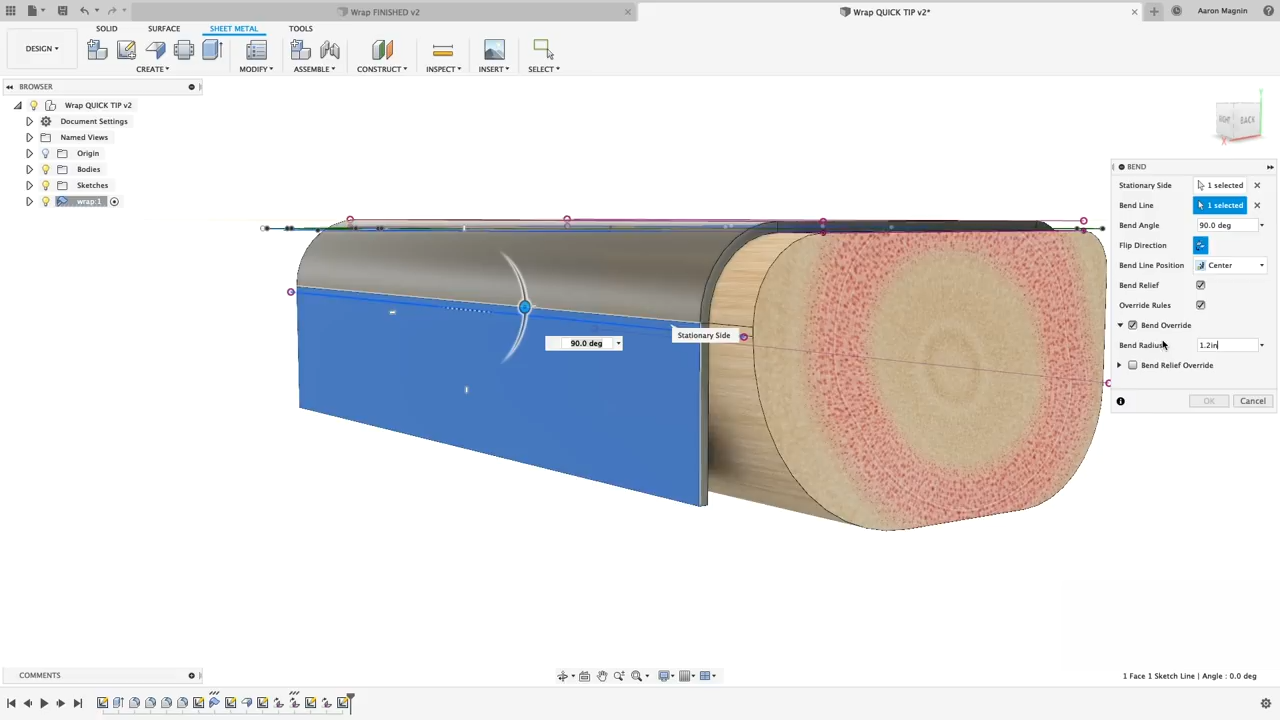 Wrap FINISHED v2
Wrap QUICK TIP v2*
Aaron Magnin
DESIGN
SOLID
SURFACE
SHEET METAL
TOOLS
CREATE
MODIFY
ASSEMBLE
CONSTRUCT
INSPECT
INSERT
SELECT
BROWSER
Wrap QUICK TIP v2
Document Settings
Named Views
Origin
Bodies
Sketches
wrap:1
RIGHT
BACK
Y
X
BEND
Stationary Side 1 selected
Bend Line 1 selected
Bend Angle 90.0 deg
Flip Direction
Bend Line Position Center
Bend Relief
Override Rules
Bend Override
Bend Radius 1.2in
Bend Relief Override
OK Cancel
Stationary Side
90.0 deg
COMMENTS
1 Face 1 Sketch Line | Angle : 0.0 deg